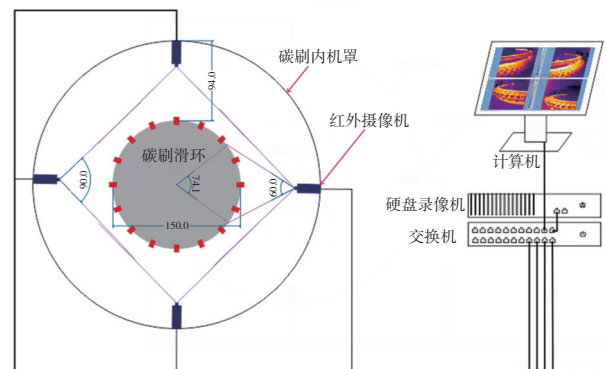 碳刷内机罩
94.0
红外摄像机
碳刷滑环
90.0
74.1
60.0
150.0
计算机
硬盘录像机
交换机